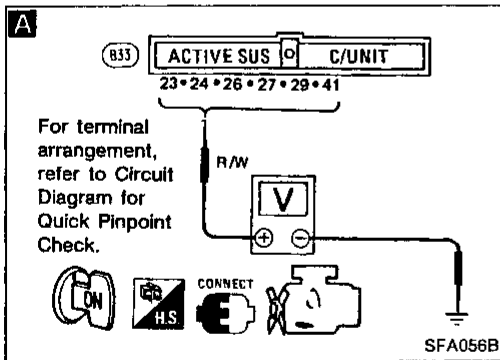 A
B33
ACTIVE SUS O C/UNIT
23•24•26•27•29•41
For terminal
arrangement,
refer to Circuit
Diagram for
Quick Pinpoint
Check.
R/W
V
⊕ ⊖
ON
H.S.
CONNECT
SFA056B